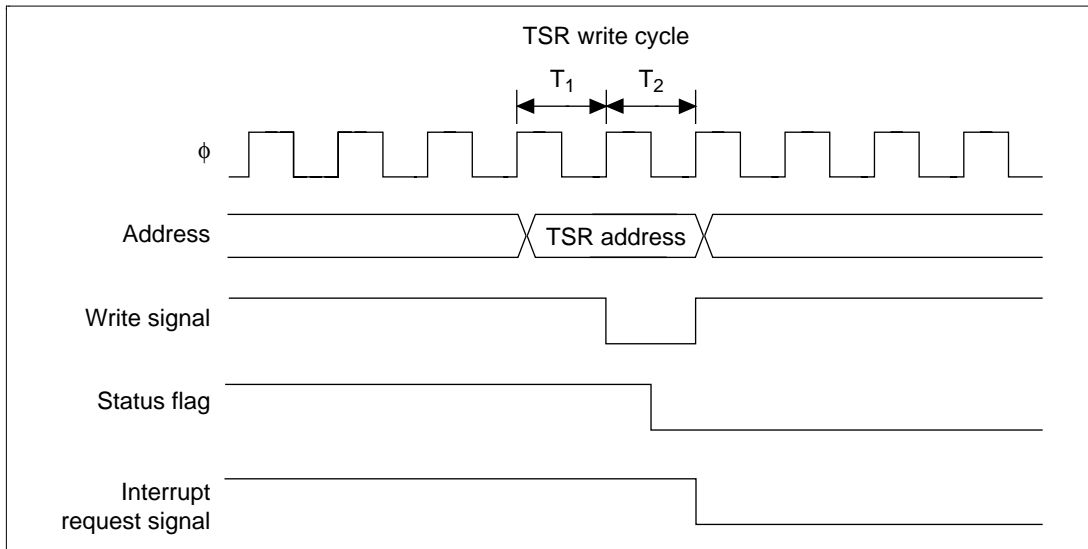 TSR write cycle
T1 T2
ϕ
Address
TSR address
Write signal
Status flag
Interrupt
request signal